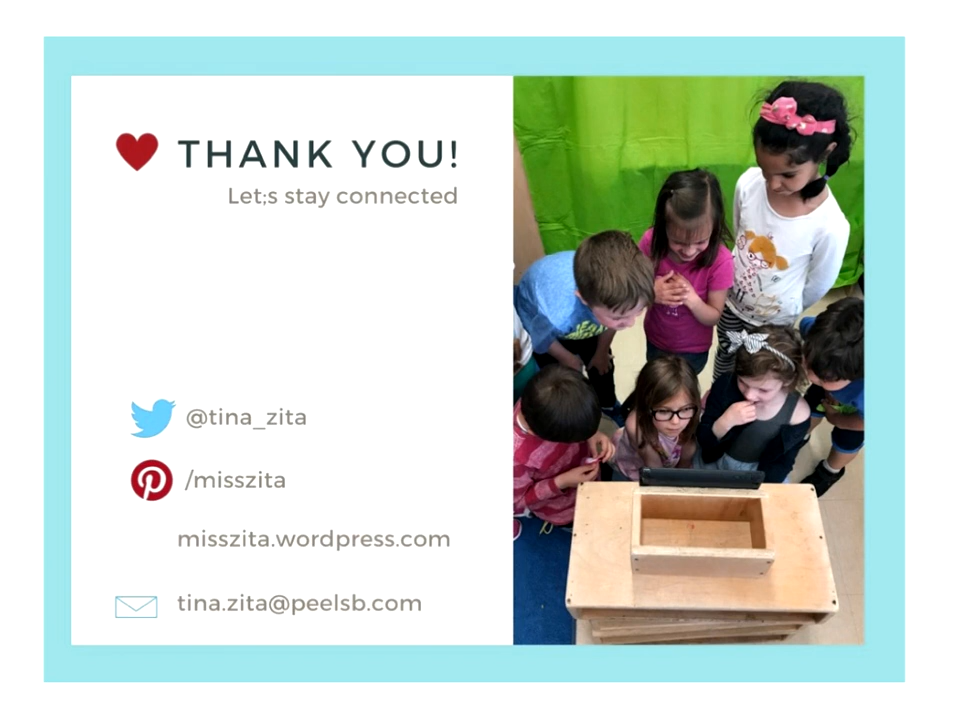 THANK YOU!
Let;s stay connected
@tina_zita
/misszita
misszita.wordpress.com
tina.zita@peelsb.com